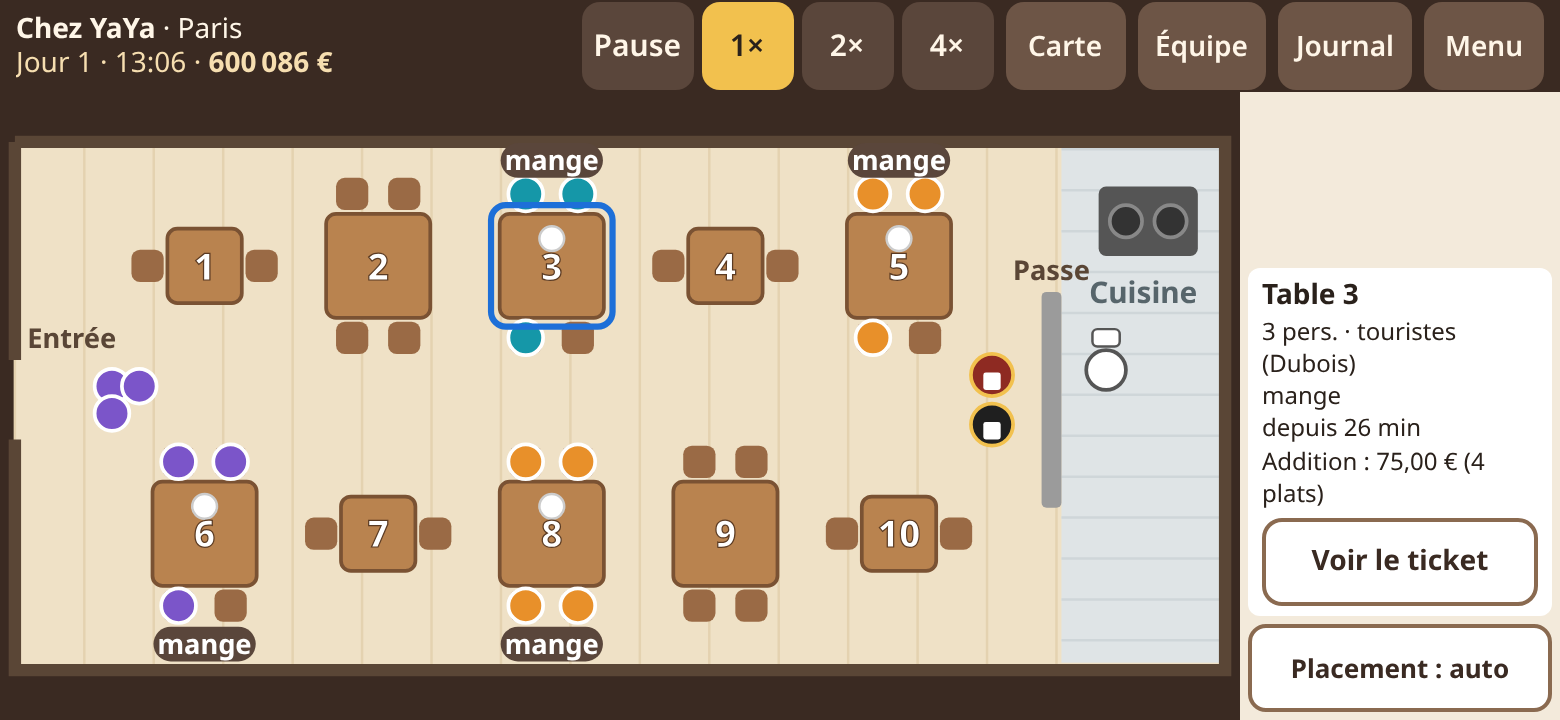 Chez YaYa · Paris
Jour 1 · 13:06 · 600 086 €
Pause
1×
2×
4×
Carte
Équipe
Journal
Menu
mange
mange
1
2
3
4
5
Passe
Cuisine
Entrée
6
7
8
9
10
mange
mange
Table 3
3 pers. · touristes
(Dubois)
mange
depuis 26 min
Addition : 75,00 € (4
plats)
Voir le ticket
Placement : auto